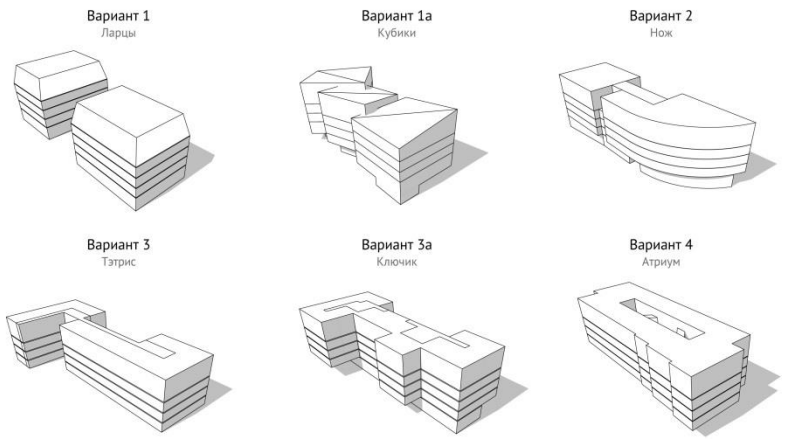 Вариант 1
Ларцы
Вариант 1а
Кубики
Вариант 2
Нож
Вариант 3
Тэтрис
Вариант 3а
Ключик
Вариант 4
Атриум